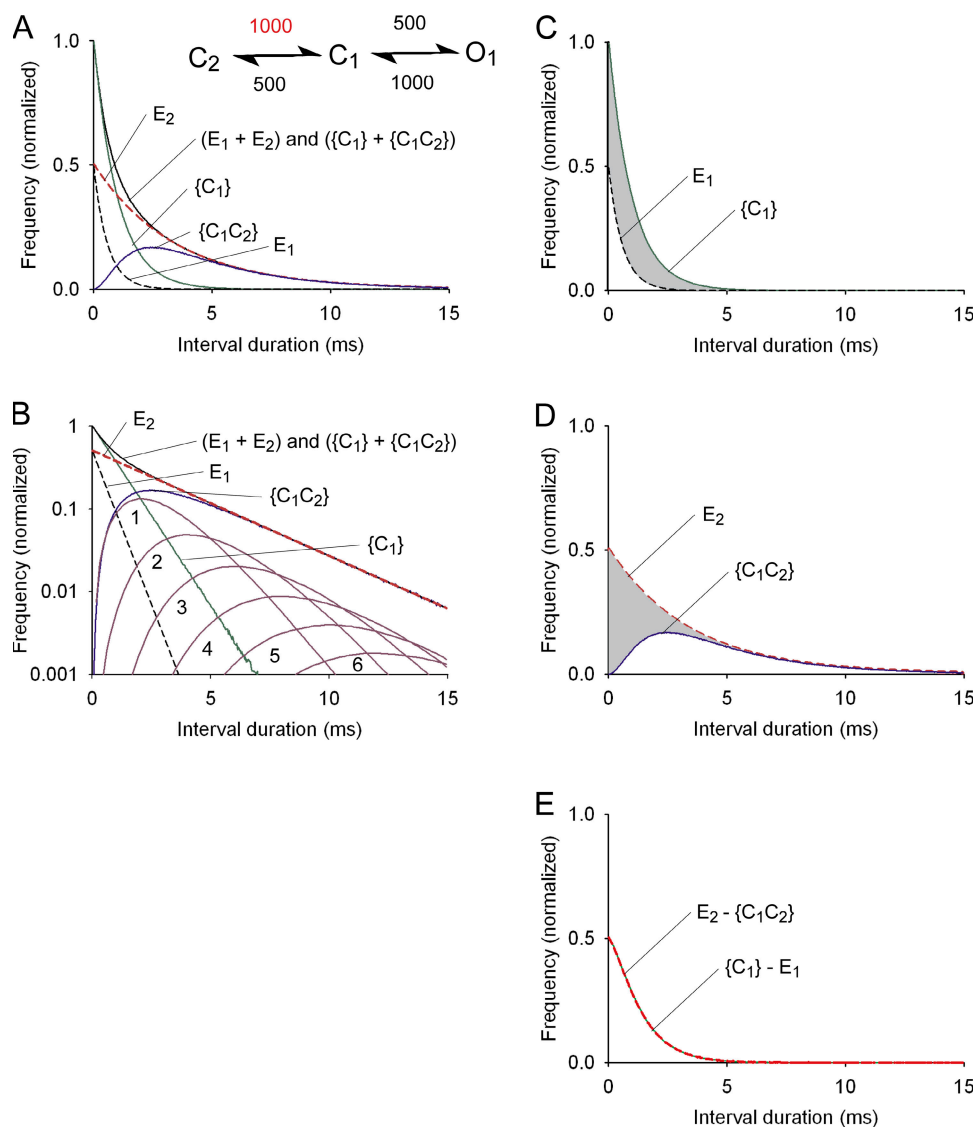 A
1000
500
C2
C1
O1
500
1000
Frequency (normalized)
1.0
0.5
0.0
E2
(E1 + E2) and ({C1} + {C1C2})
{C1}
{C1C2}
E1
0 5 10 15
Interval duration (ms)
C
Frequency (normalized)
1.0
0.5
0.0
E1
{C1}
0 5 10 15
Interval duration (ms)
B
Frequency (normalized)
1
0.1
0.01
0.001
E2
(E1 + E2) and ({C1} + {C1C2})
E1
{C1C2}
{C1}
1
2
3
4
5
6
0 5 10 15
Interval duration (ms)
D
Frequency (normalized)
1.0
0.5
0.0
E2
{C1C2}
0 5 10 15
Interval duration (ms)
E
Frequency (normalized)
1.0
0.5
0.0
E2 - {C1C2}
{C1} - E1
0 5 10 15
Interval duration (ms)